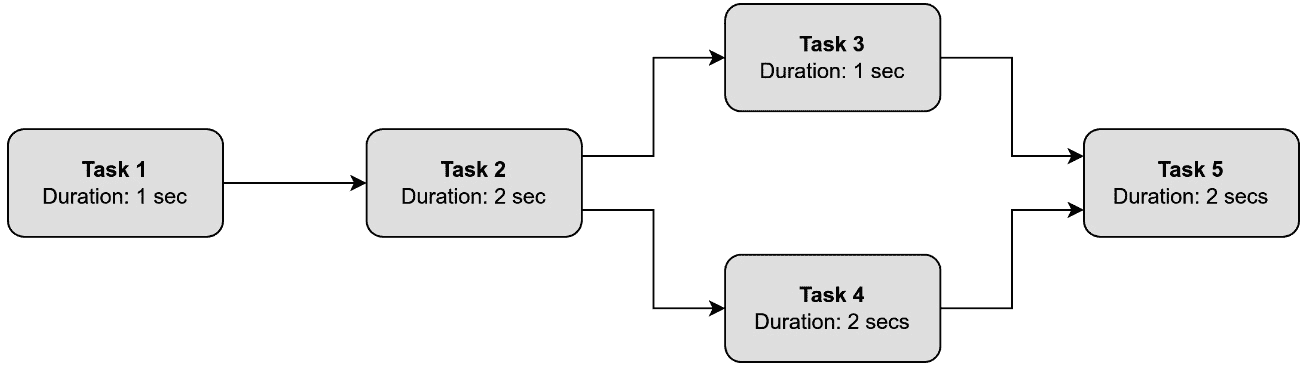 Task 1
Duration: 1 sec
Task 2
Duration: 2 sec
Task 3
Duration: 1 sec
Task 4
Duration: 2 secs
Task 5
Duration: 2 secs